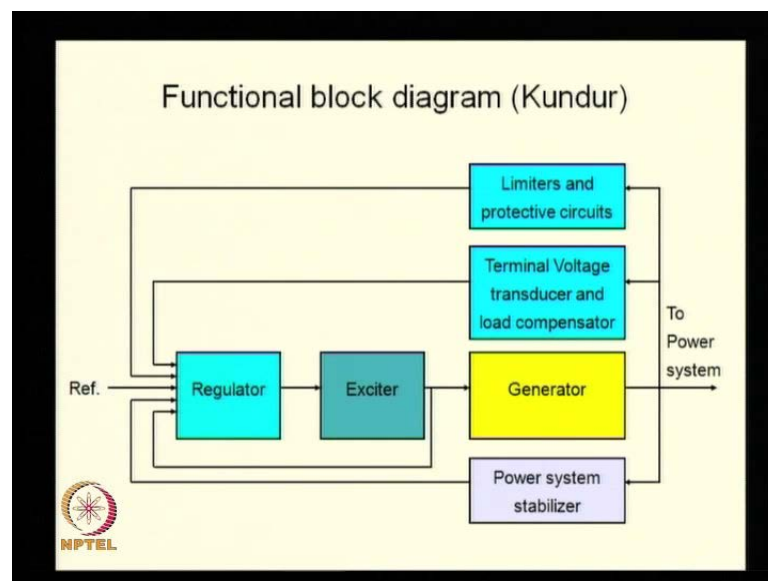 Functional block diagram (Kundur)
Limiters and
protective circuits
Terminal Voltage
transducer and
load compensator
To
Power
system
Ref.
Regulator
Exciter
Generator
Power system
stabilizer
NPTEL